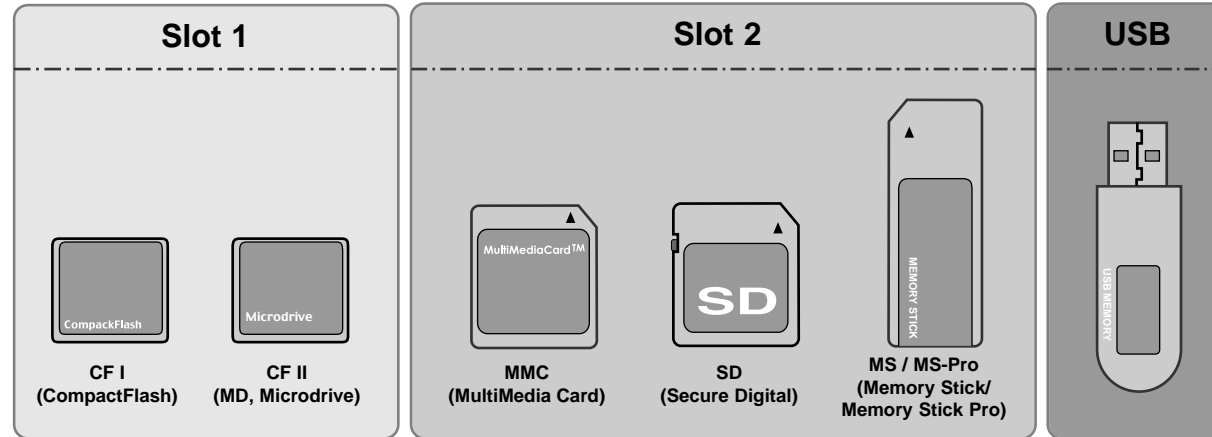 Slot 1
CompackFlash
CF I
(CompactFlash)
Microdrive
CF II
(MD, Microdrive)
Slot 2
MultiMediaCard™
MMC
(MultiMedia Card)
SD
SD
(Secure Digital)
MEMORY STICK
MS / MS-Pro
(Memory Stick/
Memory Stick Pro)
USB
USB MEMORY